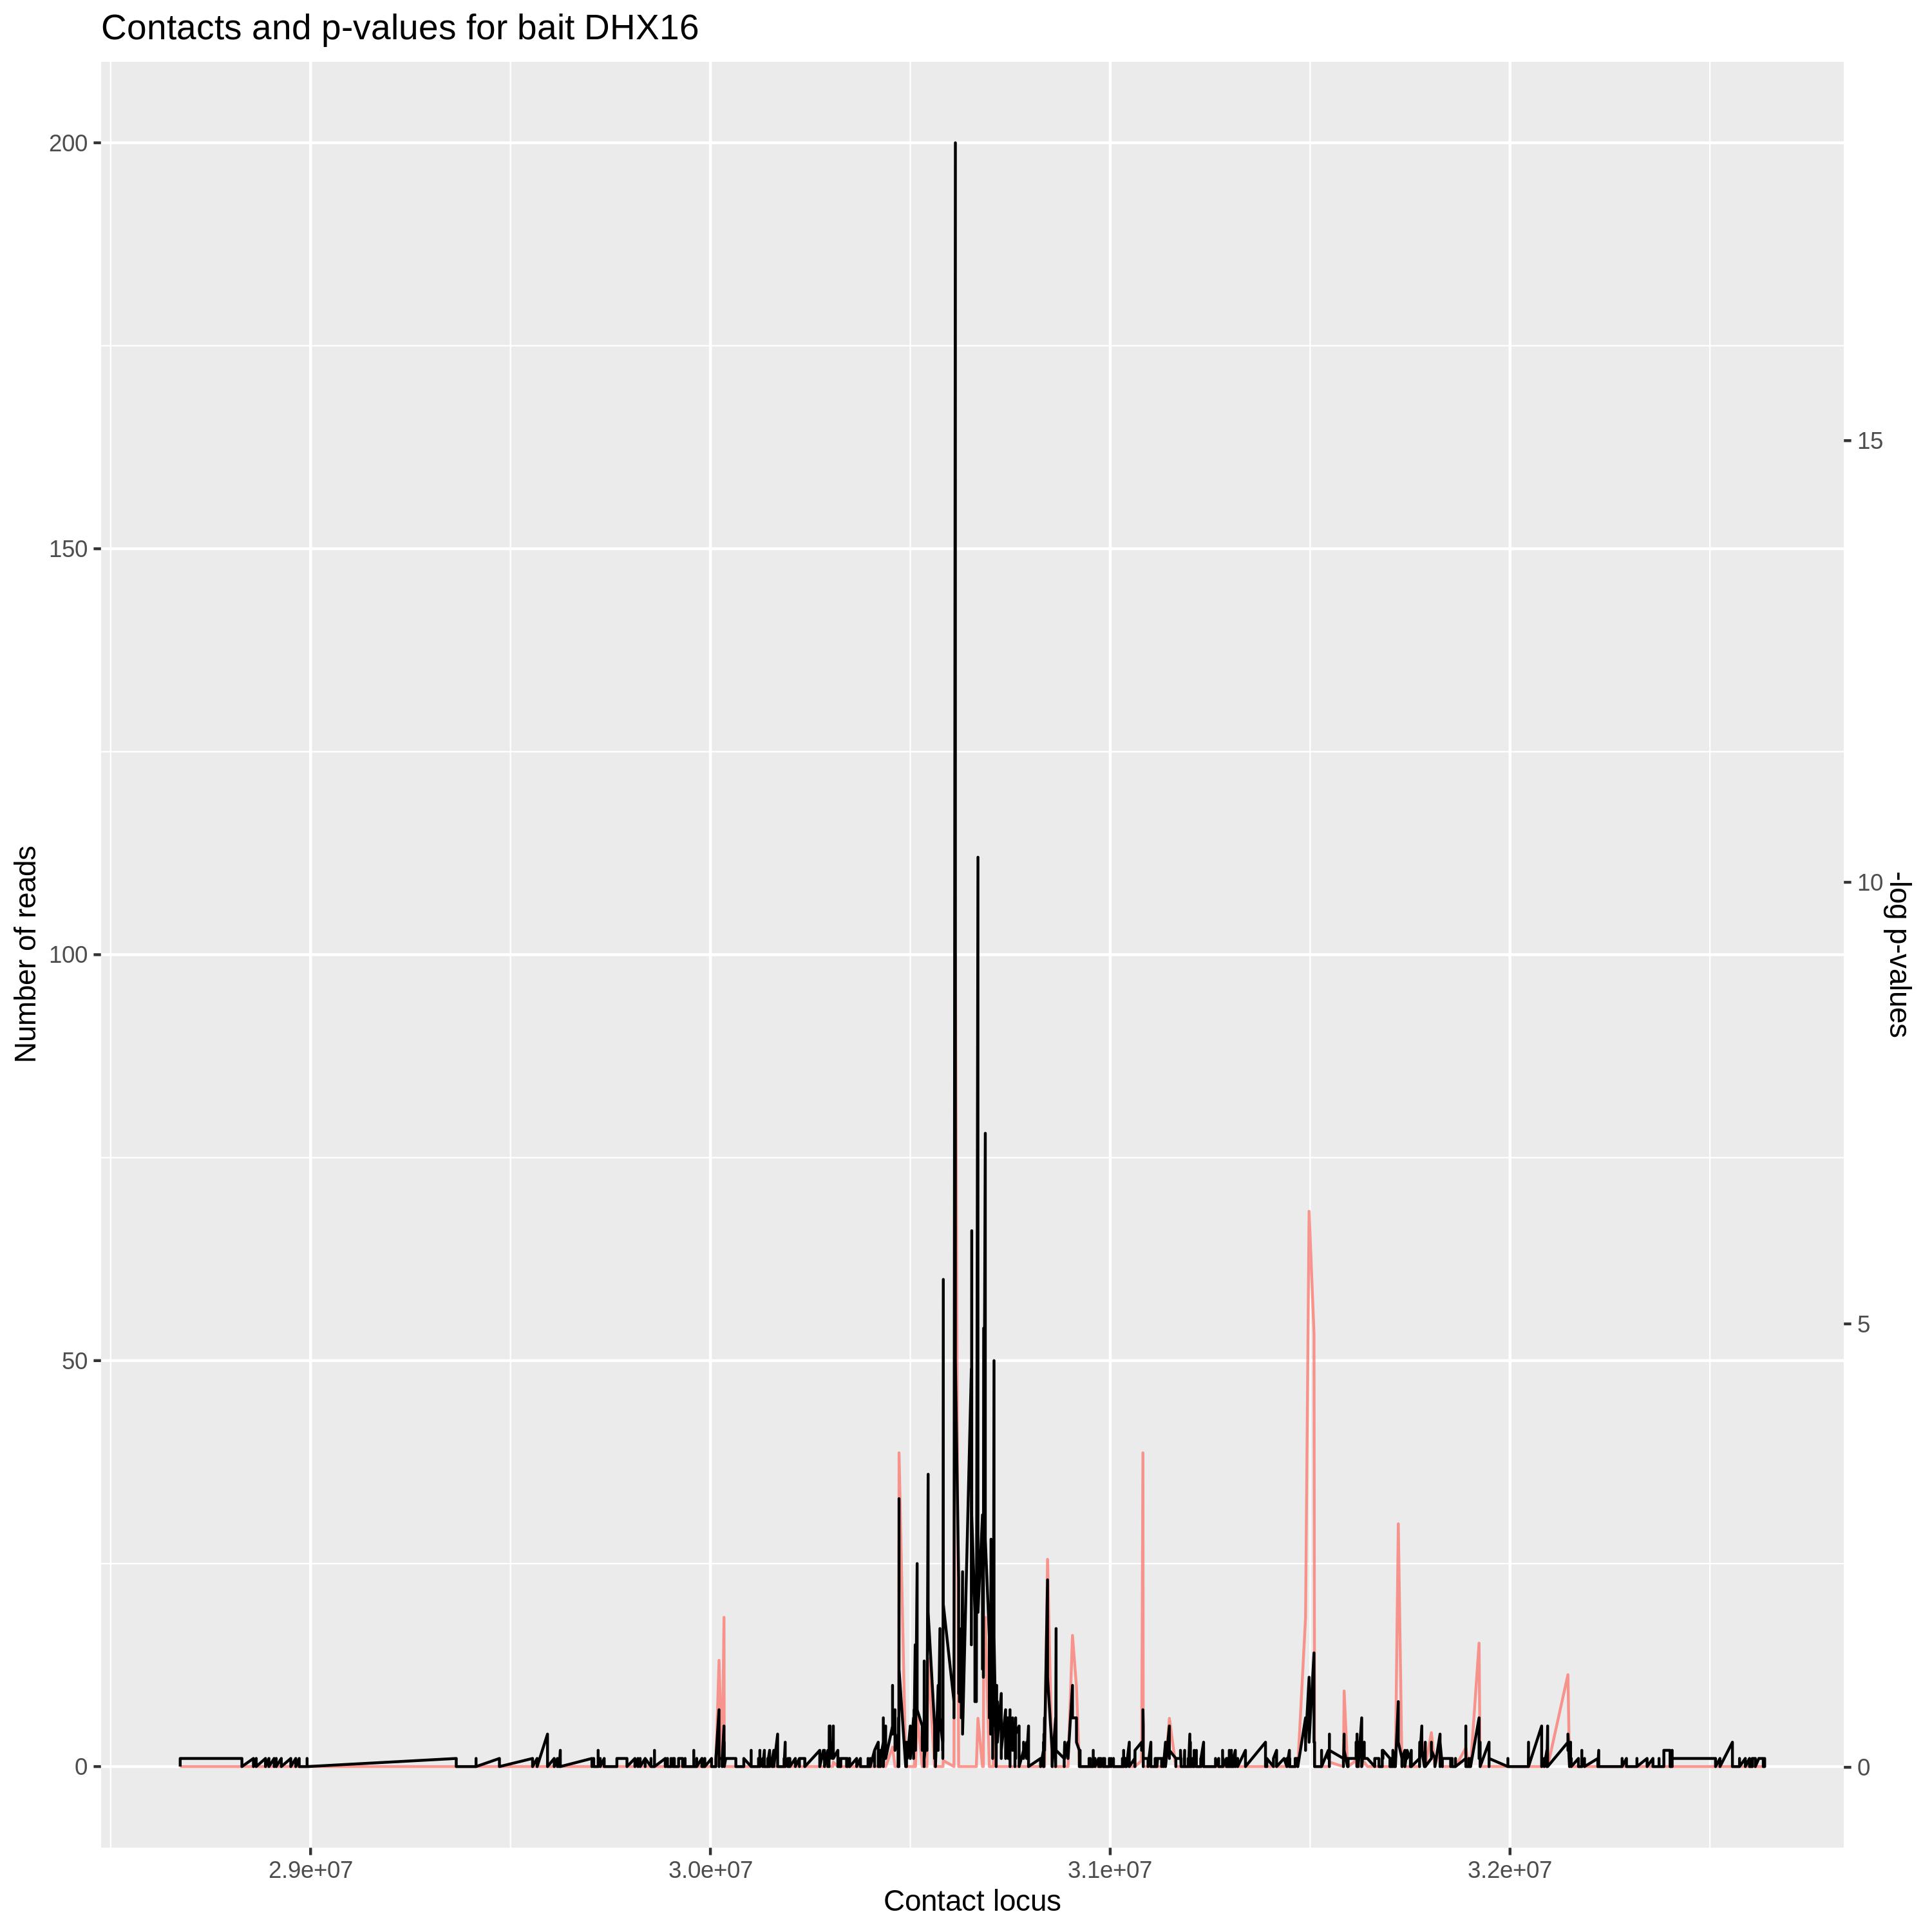 Contacts and p-values for bait DHX16
200
150
100
50
0
Number of reads
15
10
5
0
-log p-values
2.9e+07
3.0e+07
3.1e+07
3.2e+07
Contact locus